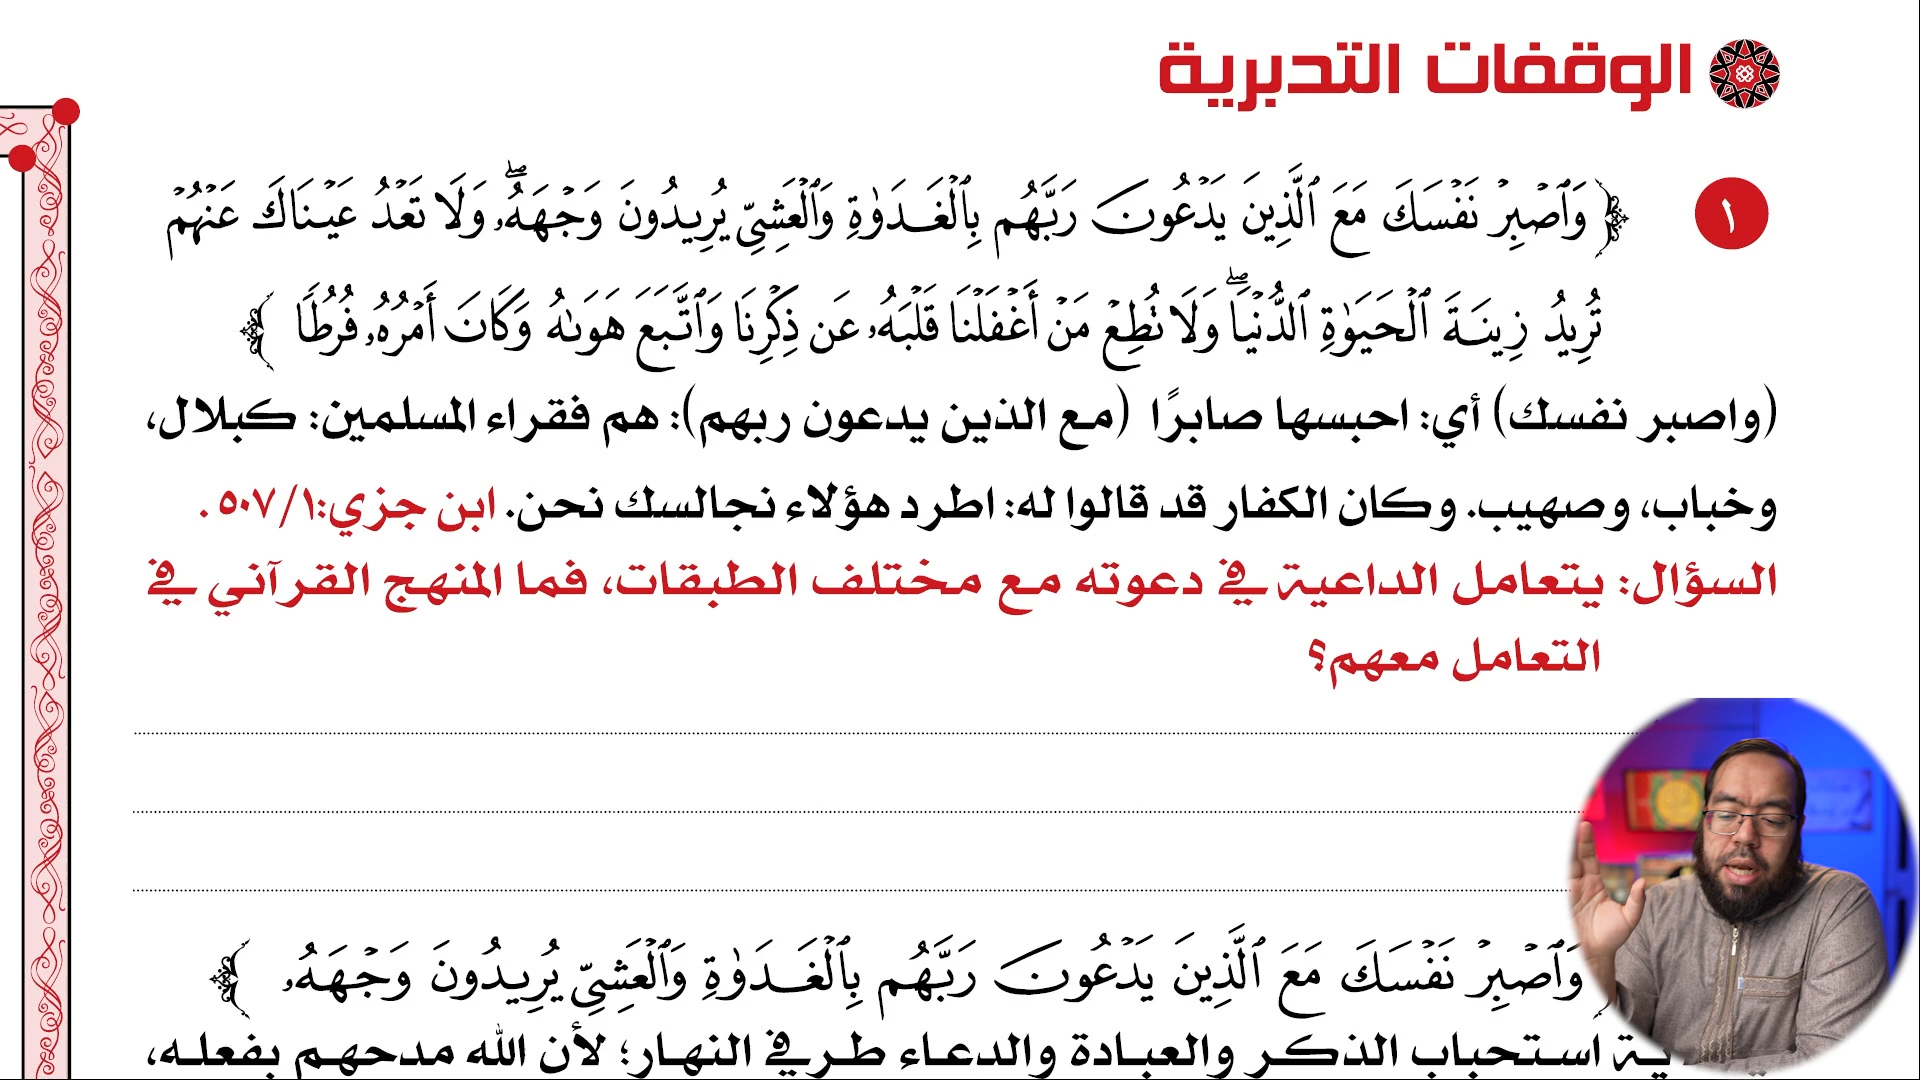 الوقفات التدبرية
١
﴿ وَٱصۡبِرۡ نَفۡسَكَ مَعَ ٱلَّذِينَ يَدۡعُونَ رَبَّهُم بِٱلۡغَدَوٰةِ وَٱلۡعَشِيِّ يُرِيدُونَ وَجۡهَهُۥۖ وَلَا تَعۡدُ عَيۡنَاكَ عَنۡهُمۡ
تُرِيدُ زِينَةَ ٱلۡحَيَوٰةِ ٱلدُّنۡيَاۖ وَلَا تُطِعۡ مَنۡ أَغۡفَلۡنَا قَلۡبَهُۥ عَن ذِكۡرِنَا وَٱتَّبَعَ هَوَىٰهُ وَكَانَ أَمۡرُهُۥ فُرُطًا ﴾
(واصبر نفسك) أي: احبسها صابرًا (مع الذين يدعون ربهم): هم فقراء المسلمين: كبلال،
وخباب، وصهيب. وكان الكفار قد قالوا له: اطرد هؤلاء نجالسك نحن. ابن جزي:٥٠٧/١ .
السؤال: يتعامل الداعية في دعوته مع مختلف الطبقات، فما المنهج القرآني في
التعامل معهم؟
وَٱصۡبِرۡ نَفۡسَكَ مَعَ ٱلَّذِينَ يَدۡعُونَ رَبَّهُم بِٱلۡغَدَوٰةِ وَٱلۡعَشِيِّ يُرِيدُونَ وَجۡهَهُۥ ﴾
استحباب الذكر والعبادة والدعاء طرفي النهار؛ لأن الله مدحهم بفعله،